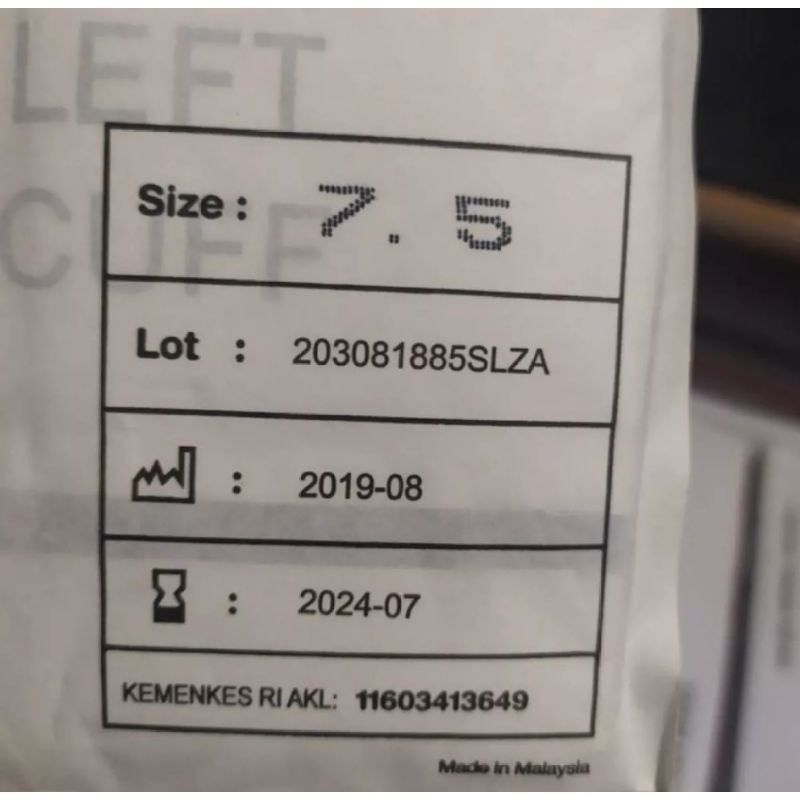 LEFT
CUFF
Size : 7.5
Lot : 203081885SLZA
: 2019-08
: 2024-07
KEMENKES RI AKL: 11603413649
Made in Malaysia